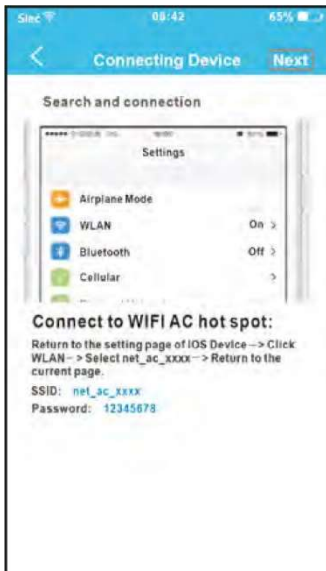 Siec 08:42 65%
Connecting Device Next
Search and connection
Settings
Airplane Mode
WLAN On >
Bluetooth Off >
Cellular >
Connect to WIFI AC hot spot:
Return to the setting page of IOS Device—> Click
WLAN—> Select net_ac_xxxx—> Return to the
current page.
SSID: net_ac_xxxx
Password: 12345678